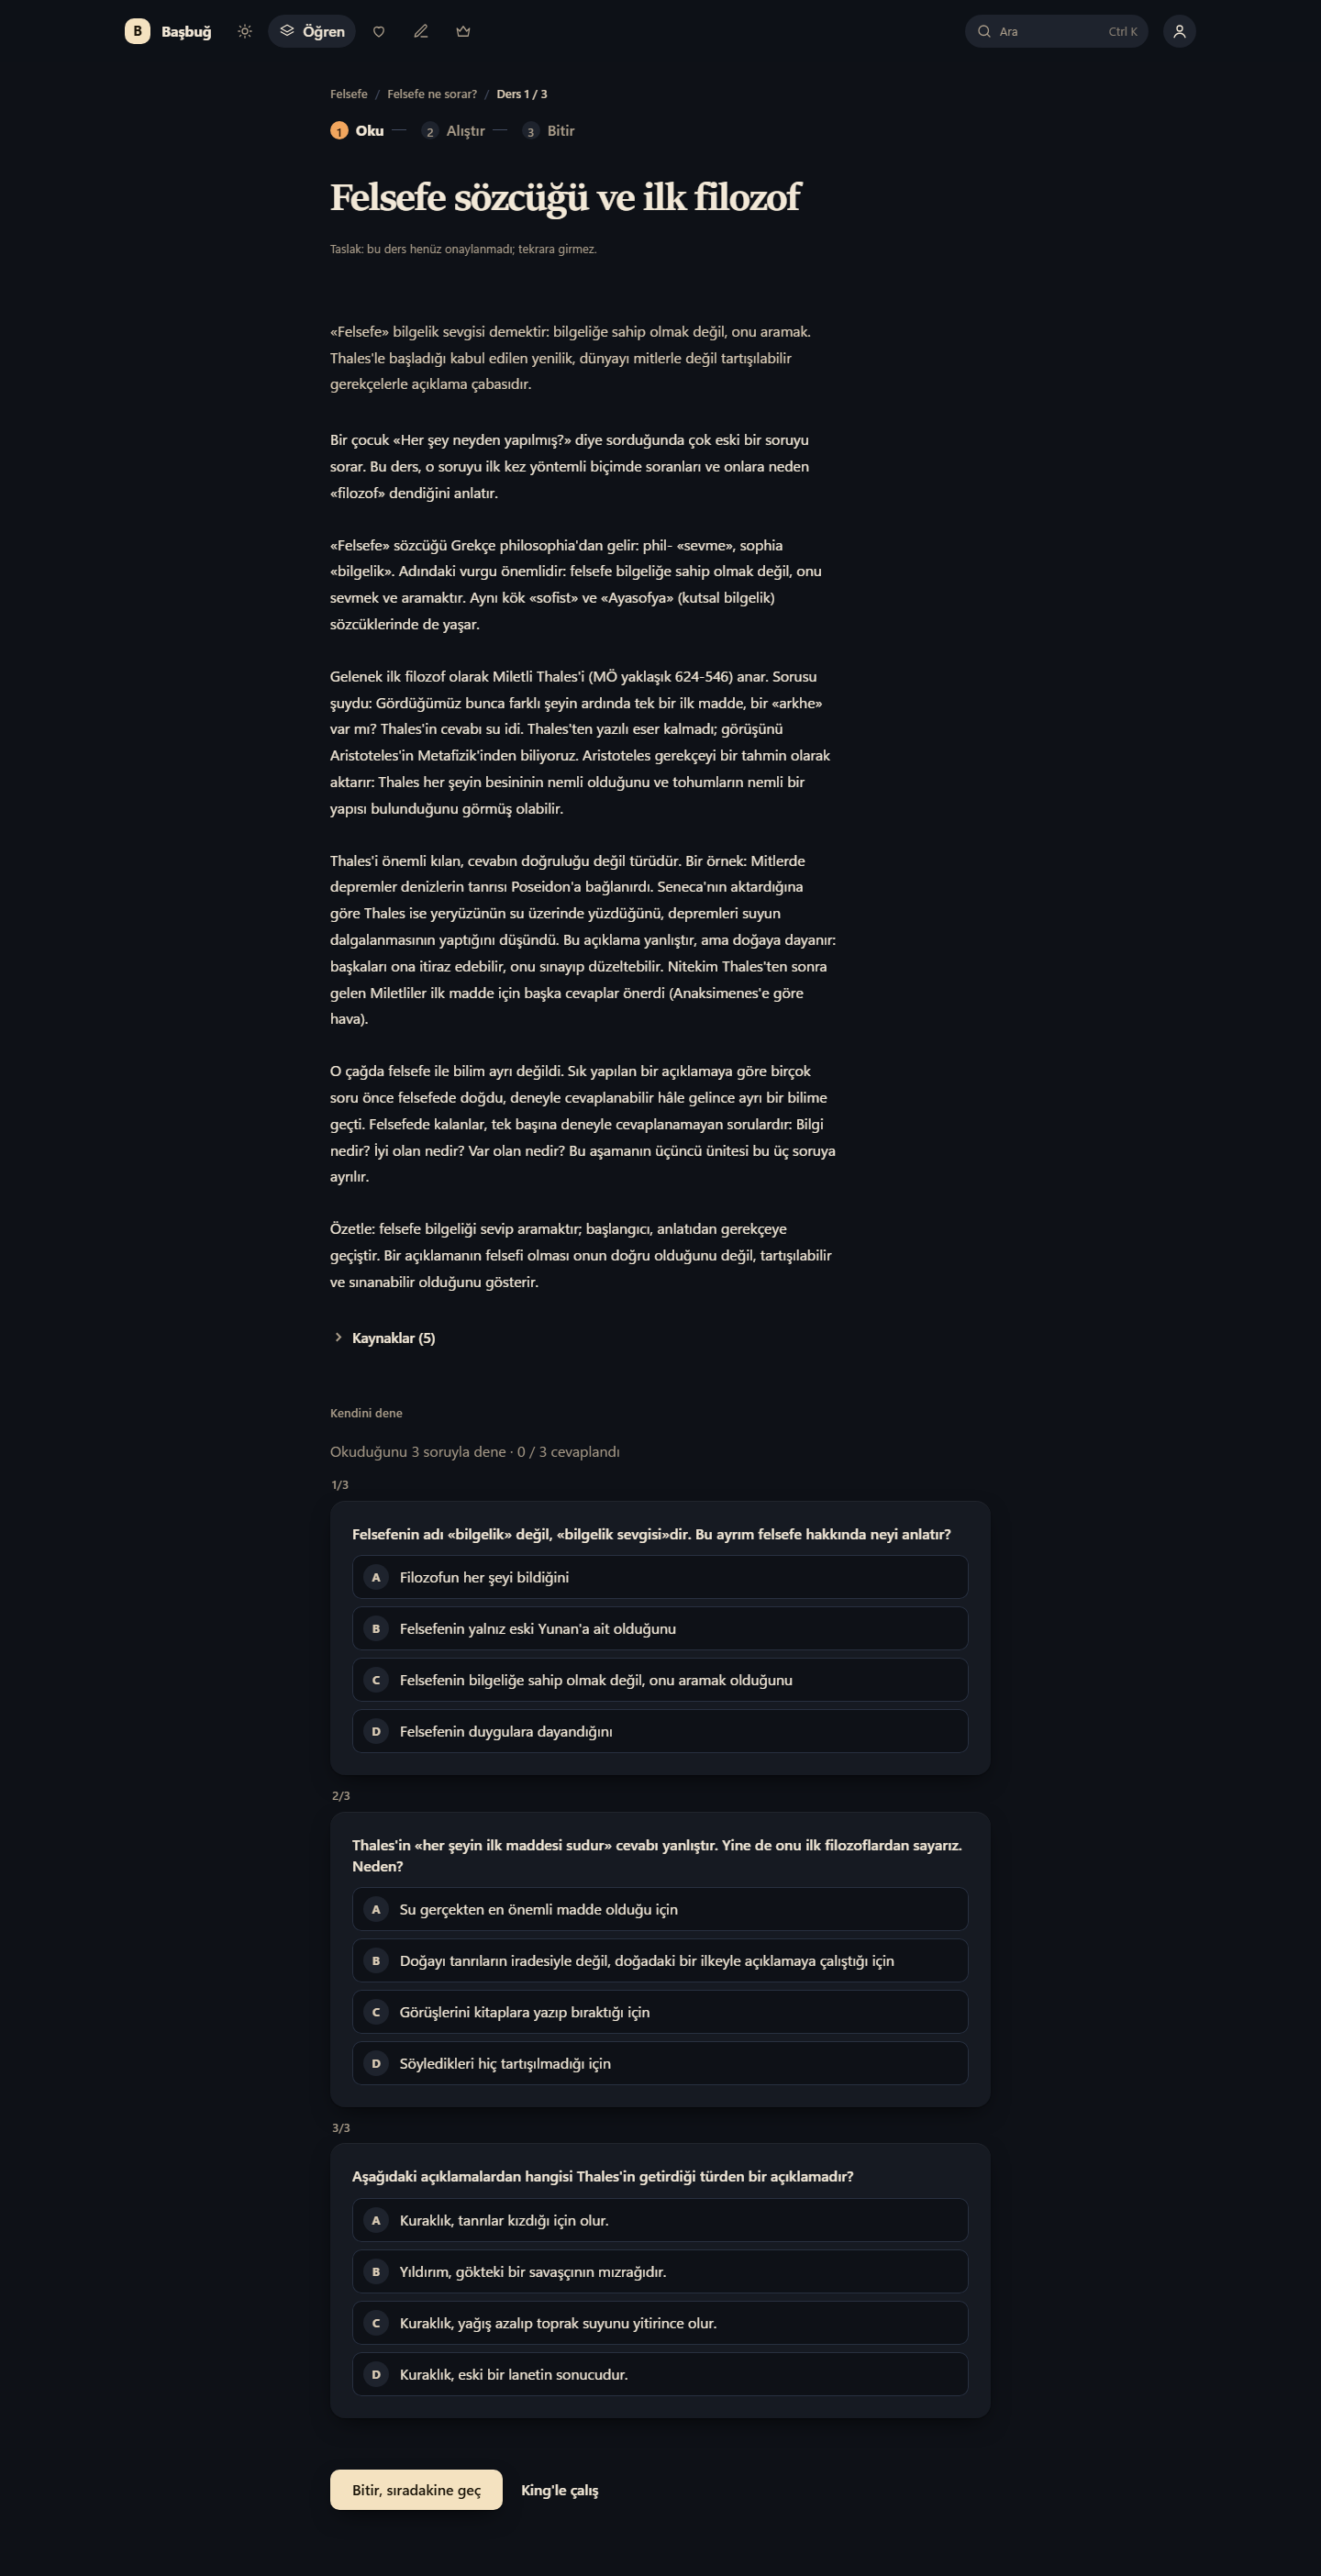 B Başbuğ Öğren Ara Ctrl K
Felsefe / Felsefe ne sorar? / Ders 1 / 3
1 Oku — 2 Alıştır — 3 Bitir
Felsefe sözcüğü ve ilk filozof
Taslak: bu ders henüz onaylanmadı; tekrara girmez.
«Felsefe» bilgelik sevgisi demektir: bilgeliğe sahip olmak değil, onu aramak.
Thales'le başladığı kabul edilen yenilik, dünyayı mitlerle değil tartışılabilir
gerekçelerle açıklama çabasıdır.
Bir çocuk «Her şey neyden yapılmış?» diye sorduğunda çok eski bir soruyu
sorar. Bu ders, o soruyu ilk kez yöntemli biçimde soranları ve onlara neden
«filozof» dendiğini anlatır.
«Felsefe» sözcüğü Grekçe philosophia'dan gelir: phil- «sevme», sophia
«bilgelik». Adındaki vurgu önemlidir: felsefe bilgeliğe sahip olmak değil, onu
sevmek ve aramaktır. Aynı kök «sofist» ve «Ayasofya» (kutsal bilgelik)
sözcüklerinde de yaşar.
Gelenek ilk filozof olarak Miletli Thales'i (MÖ yaklaşık 624-546) anar. Sorusu
şuydu: Gördüğümüz bunca farklı şeyin ardında tek bir ilk madde, bir «arkhe»
var mı? Thales'in cevabı su idi. Thales'ten yazılı eser kalmadı; görüşünü
Aristoteles'in Metafizik'inden biliyoruz. Aristoteles gerekçeyi bir tahmin olarak
aktarır: Thales her şeyin besininin nemli olduğunu ve tohumların nemli bir
yapısı bulunduğunu görmüş olabilir.
Thales'i önemli kılan, cevabın doğruluğu değil türüdür. Bir örnek: Mitlerde
depremler denizlerin tanrısı Poseidon'a bağlanırdı. Seneca'nın aktardığına
göre Thales ise yeryüzünün su üzerinde yüzdüğünü, depremleri suyun
dalgalanmasının yaptığını düşündü. Bu açıklama yanlıştır, ama doğaya dayanır:
başkaları ona itiraz edebilir, onu sınayıp düzeltebilir. Nitekim Thales'ten sonra
gelen Miletliler ilk madde için başka cevaplar önerdi (Anaksimenes'e göre
hava).
O çağda felsefe ile bilim ayrı değildi. Sık yapılan bir açıklamaya göre birçok
soru önce felsefede doğdu, deneyle cevaplanabilir hâle gelince ayrı bir bilime
geçti. Felsefede kalanlar, tek başına deneyle cevaplanamayan sorulardır: Bilgi
nedir? İyi olan nedir? Var olan nedir? Bu aşamanın üçüncü ünitesi bu üç soruya
ayrılır.
Özetle: felsefe bilgeliği sevip aramaktır; başlangıcı, anlatıdan gerekçeye
geçiştir. Bir açıklamanın felsefi olması onun doğru olduğunu değil, tartışılabilir
ve sınanabilir olduğunu gösterir.
Kaynaklar (5)
Kendini dene
Okuduğunu 3 soruyla dene · 0 / 3 cevaplandı
1/3
Felsefenin adı «bilgelik» değil, «bilgelik sevgisi»dir. Bu ayrım felsefe hakkında neyi anlatır?
A Filozofun her şeyi bildiğini
B Felsefenin yalnız eski Yunan'a ait olduğunu
C Felsefenin bilgeliğe sahip olmak değil, onu aramak olduğunu
D Felsefenin duygulara dayandığını
2/3
Thales'in «her şeyin ilk maddesi sudur» cevabı yanlıştır. Yine de onu ilk filozoflardan sayarız.
Neden?
A Su gerçekten en önemli madde olduğu için
B Doğayı tanrıların iradesiyle değil, doğadaki bir ilkeyle açıklamaya çalıştığı için
C Görüşlerini kitaplara yazıp bıraktığı için
D Söyledikleri hiç tartışılmadığı için
3/3
Aşağıdaki açıklamalardan hangisi Thales'in getirdiği türden bir açıklamadır?
A Kuraklık, tanrılar kızdığı için olur.
B Yıldırım, gökteki bir savaşçının mızrağıdır.
C Kuraklık, yağış azalıp toprak suyunu yitirince olur.
D Kuraklık, eski bir lanetin sonucudur.
Bitir, sıradakine geç King'le çalış